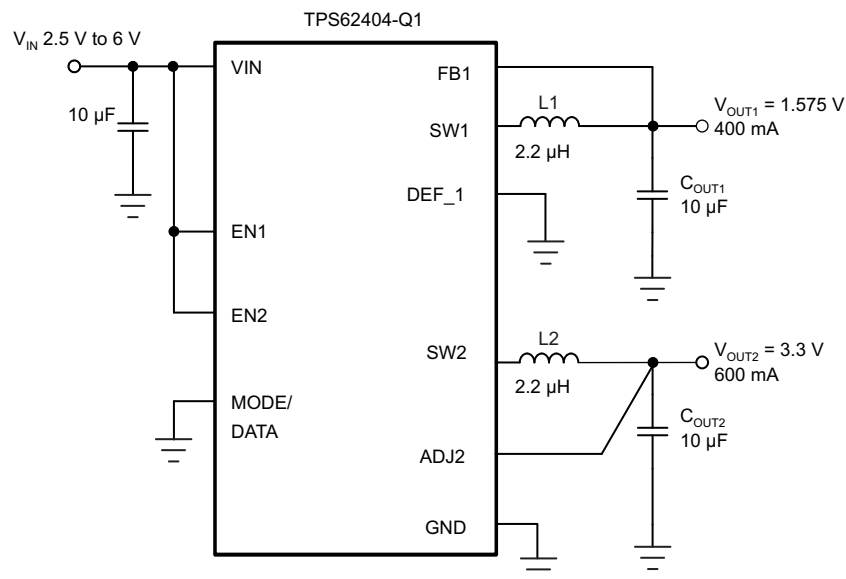 TPS62404-Q1
VIN 2.5 V to 6 V
10 µF
VIN
EN1
EN2
MODE/
DATA
FB1
SW1
DEF_1
SW2
ADJ2
GND
L1
2.2 µH
VOUT1 = 1.575 V
400 mA
COUT1
10 µF
L2
2.2 µH
VOUT2 = 3.3 V
600 mA
COUT2
10 µF